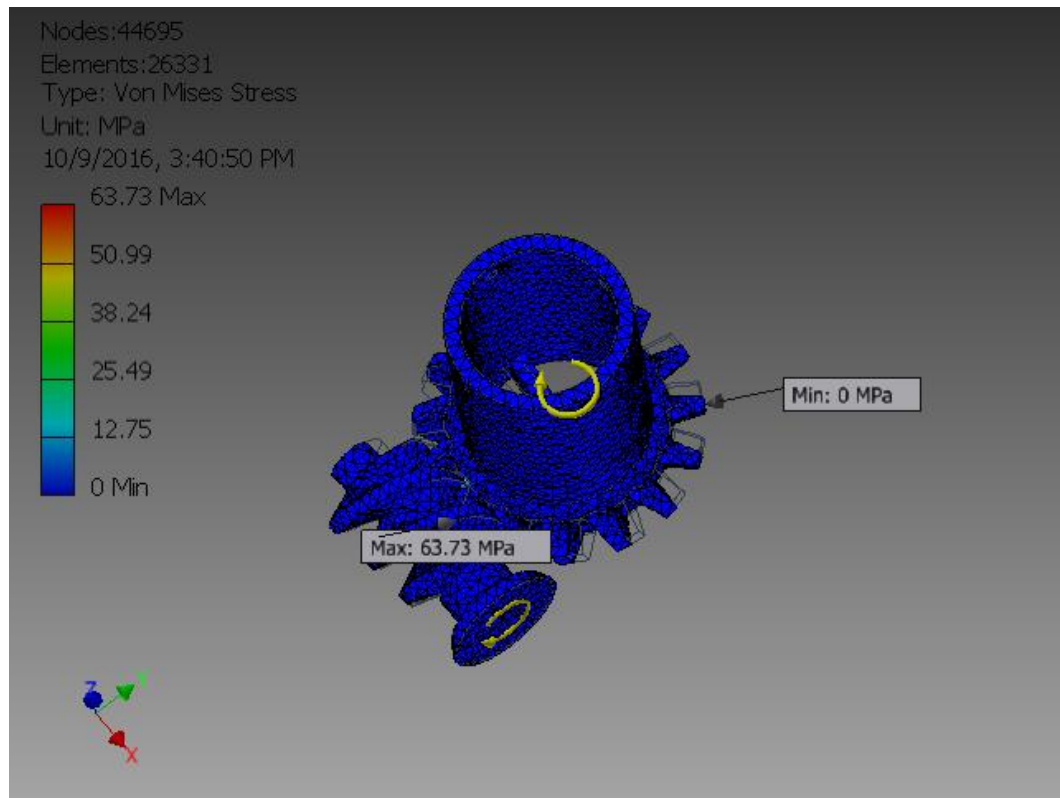 Nodes:44695
Elements:26331
Type: Von Mises Stress
Unit: MPa
10/9/2016, 3:40:50 PM
63.73 Max
50.99
38.24
25.49
12.75
0 Min
Min: 0 MPa
Max: 63.73 MPa
Z
Y
X